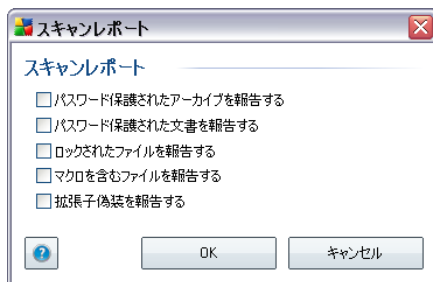 スキャンレポート
スキャンレポート
パスワード保護されたアーカイブを報告する
パスワード保護された文書を報告する
ロックされたファイルを報告する
マクロを含むファイルを報告する
拡張子偽装を報告する
?
OK
キャンセル